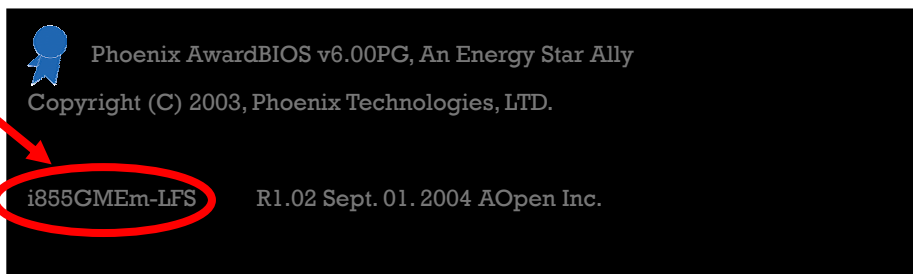 Phoenix AwardBIOS v6.00PG, An Energy Star Ally
Copyright (C) 2003, Phoenix Technologies, LTD.
i855GMEm-LFS R1.02 Sept. 01. 2004 AOpen Inc.